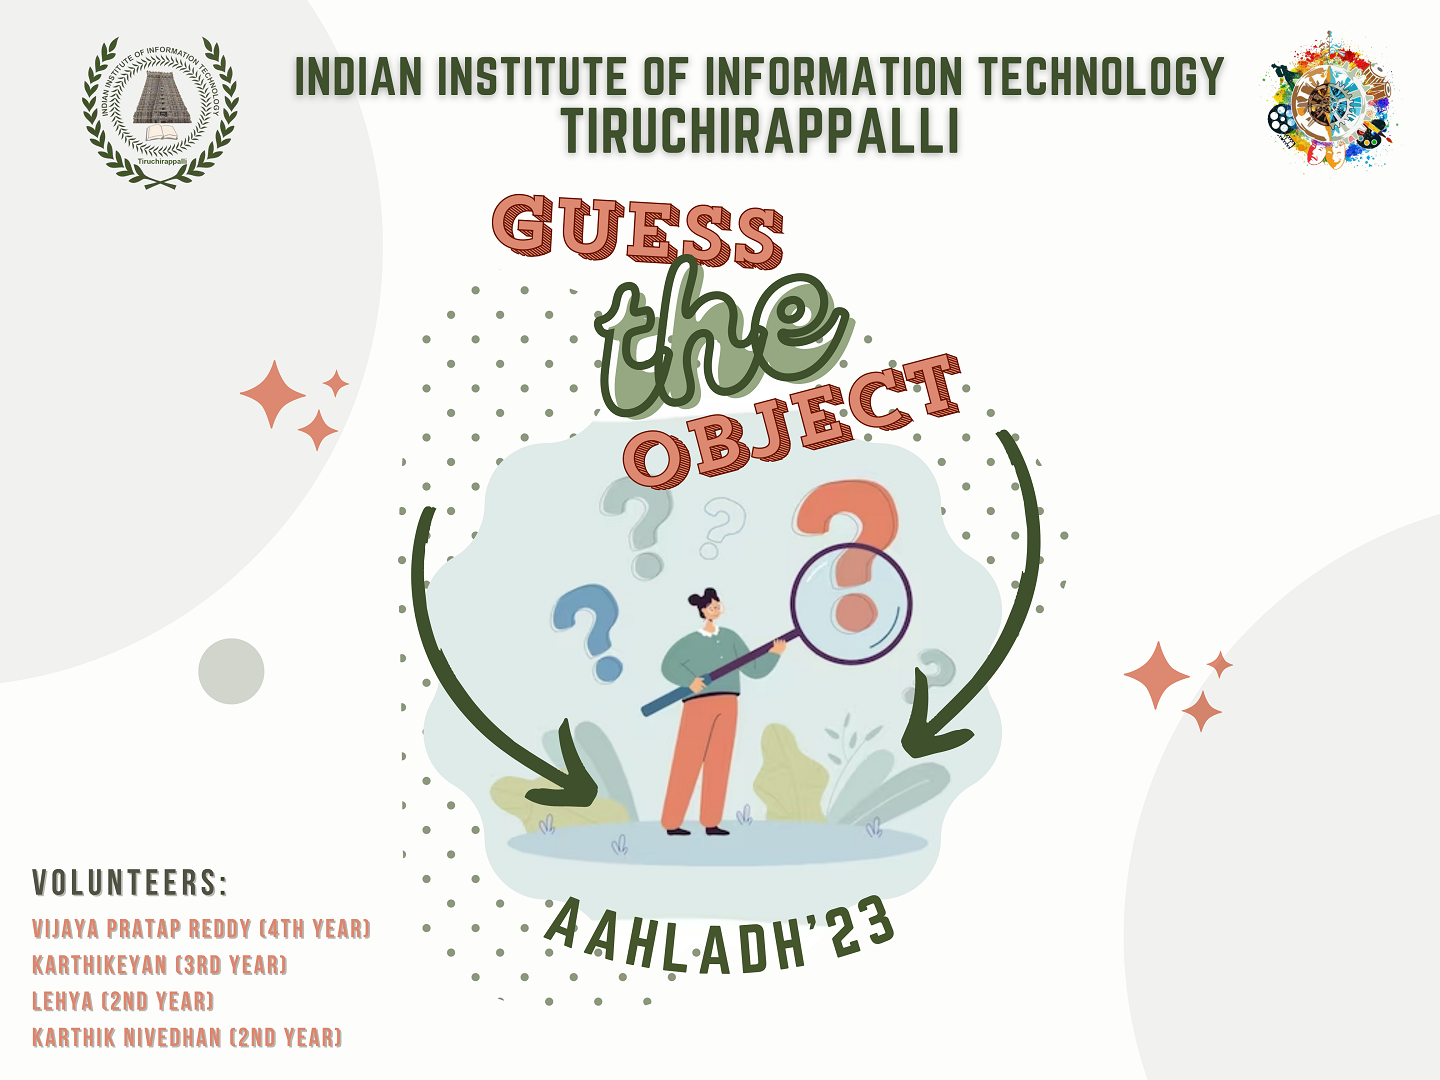 INDIAN INSTITUTE OF INFORMATION TECHNOLOGY
TIRUCHIRAPPALLI
INDIAN INSTITUTE OF INFORMATION TECHNOLOGY
Tiruchirappalli
GUESS
the
OBJECT
? ? ?
? ?
AAHLADH'23
VOLUNTEERS:
VIJAYA PRATAP REDDY (4TH YEAR)
KARTHIKEYAN (3RD YEAR)
LEHYA (2ND YEAR)
KARTHIK NIVEDHAN (2ND YEAR)